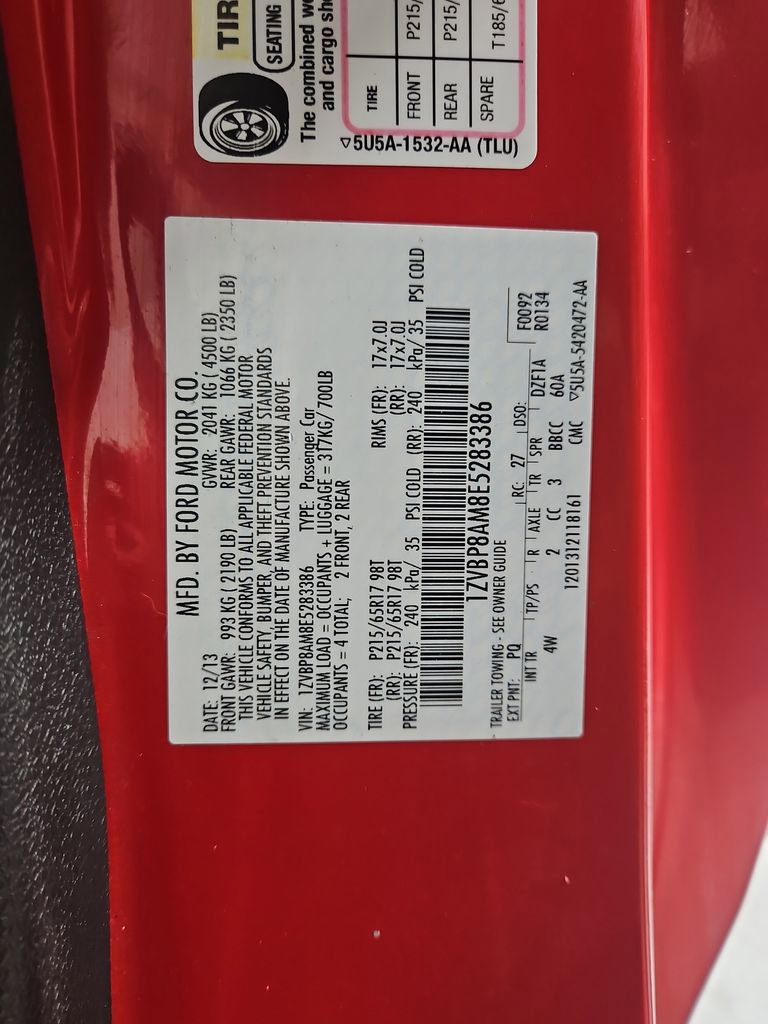 MFD. BY FORD MOTOR CO.
DATE: 12/13 GVWR: 2041 KG ( 4500 LB)
FRONT GAWR: 993 KG ( 2190 LB) REAR GAWR: 1066 KG ( 2350 LB)
THIS VEHICLE CONFORMS TO ALL APPLICABLE FEDERAL MOTOR
VEHICLE SAFETY, BUMPER, AND THEFT PREVENTION STANDARDS
IN EFFECT ON THE DATE OF MANUFACTURE SHOWN ABOVE.
VIN: 1ZVBP8AM8E5283386 TYPE: Passenger Car
MAXIMUM LOAD = OCCUPANTS + LUGGAGE = 317KG/ 700LB
OCCUPANTS = 4 TOTAL; 2 FRONT, 2 REAR
TIRE (FR): P215/65R17 98T RIMS (FR): 17x7.0J
(RR): P215/65R17 98T (RR): 17x7.0J
PRESSURE (FR): 240 kPa/ 35 PSI COLD (RR): 240 kPa/ 35 PSI COLD
1ZVBP8AM8E5283386
TRAILER TOWING - SEE OWNER GUIDE
EXT PNT: PQ RC: 27 DSO: F0092
R0134
INT TR TP/PS R AXLE TR SPR DZF1A
4W 2 CC 3 BBCC 60A
1201312118161 CMC ▽5U5A-5420472-AA
TIR
SEATING
The combined we
and cargo sho
TIRE
FRONT P215/
REAR P215/
SPARE T185/6
▽5U5A-1532-AA (TLU)